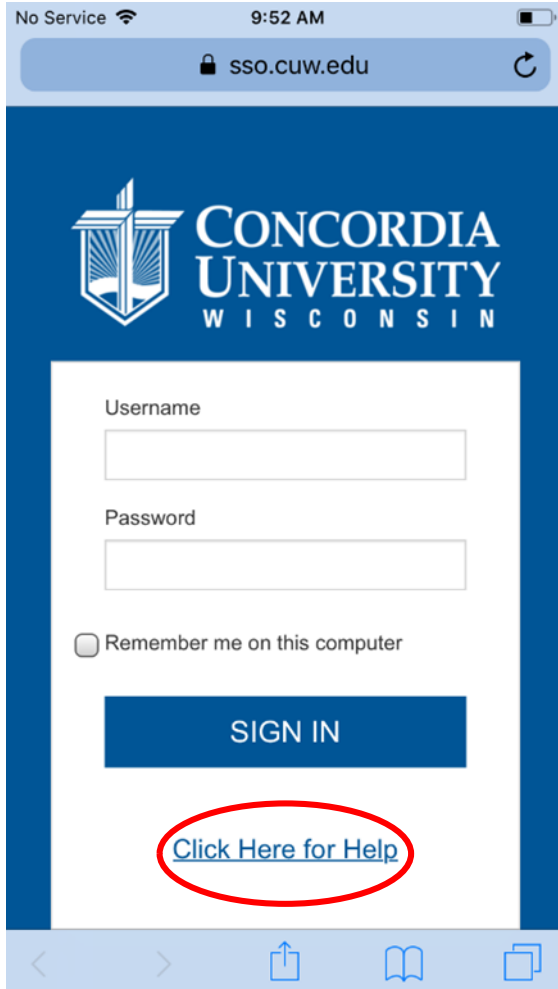 No Service 9:52 AM
sso.cuw.edu
CONCORDIA
UNIVERSITY
WISCONSIN
Username
Password
Remember me on this computer
SIGN IN
Click Here for Help